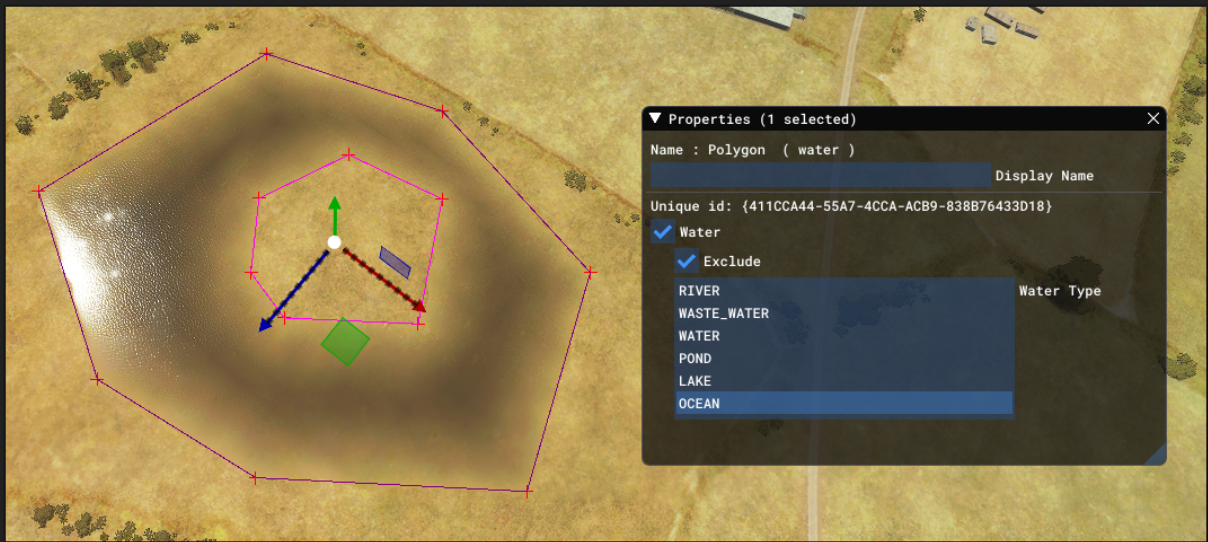 Properties (1 selected)
Name : Polygon ( water )
Display Name
Unique id: {411CCA44-55A7-4CCA-ACB9-838B76433D18}
Water
Exclude
RIVER
Water Type
WASTE_WATER
WATER
POND
LAKE
OCEAN